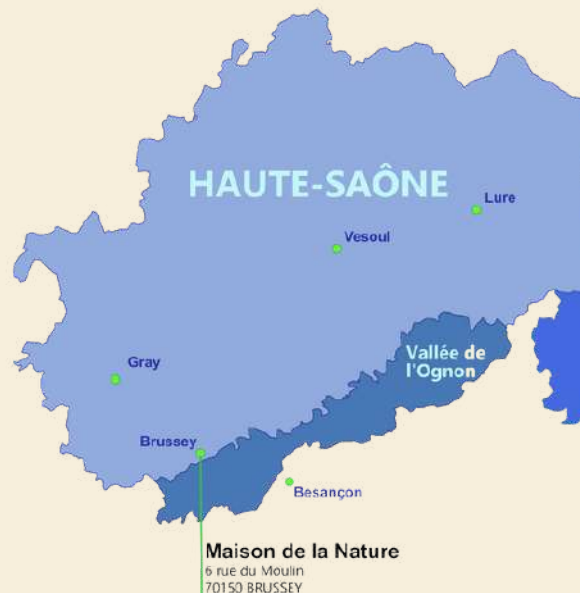 HAUTE-SAÔNE
Lure
Vesoul
Vallée de
l'Ognon
Gray
Brussey
Besançon
Maison de la Nature
6 rue du Moulin
70150 BRUSSEY